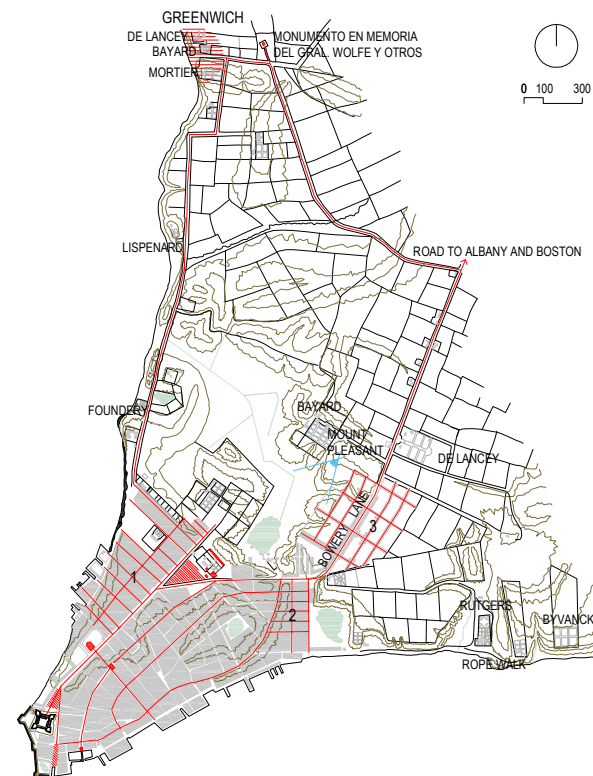 GREENWICH
DE LANCEY
BAYARD
MORTIER
MONUMENTO EN MEMORIA
DEL GRAL. WOLFE Y OTROS
0 100 300
LISPENARD
ROAD TO ALBANY AND BOSTON
FOUNDERY
BAYARD
MOUNT
PLEASANT
DE LANCEY
BOWERY LANE
3
1
2
RUTGERS
BYVANCK
ROPE WALK